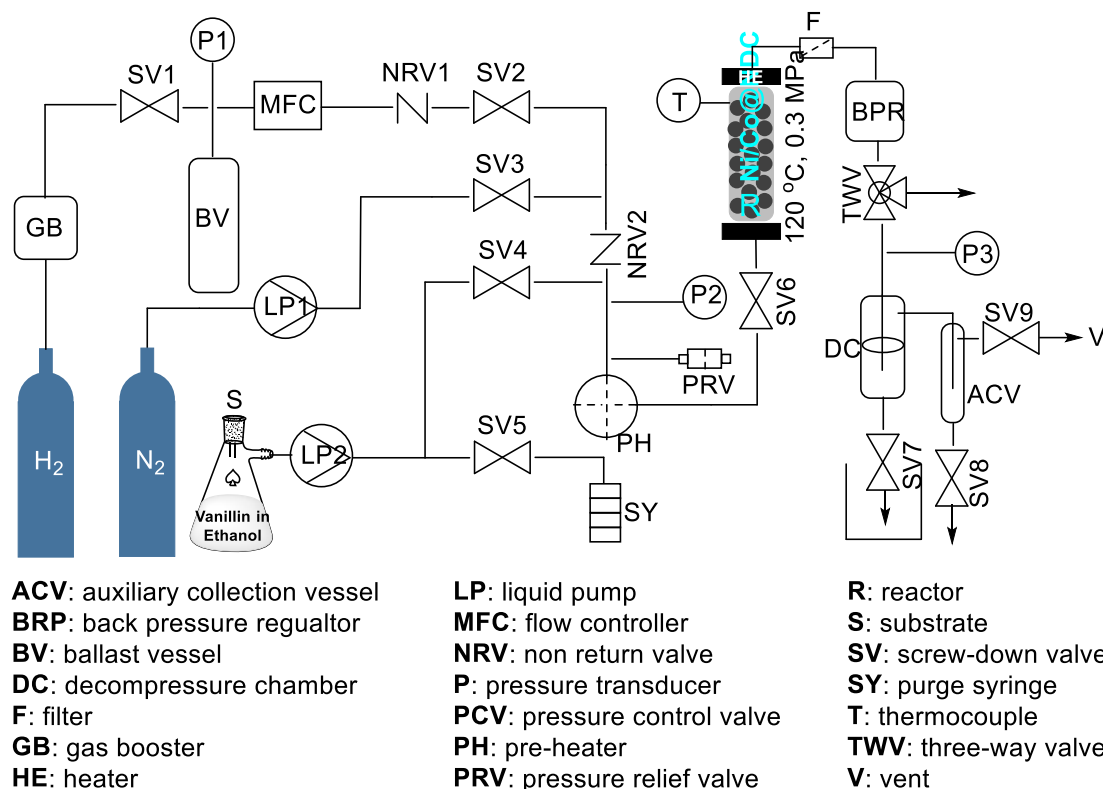 P1
F
SV1
NRV1
SV2
HE
MFC
T
BPR
R Ni/Co@NDC
120 °C, 0.3 MPa
SV3
TWV
GB
BV
NRV2
P3
SV4
LP1
P2
SV6
SV9
V
DC
PRV
ACV
S
PH
H2
N2
LP2
SV5
SV7
SV8
SY
Vanillin in
Ethanol
ACV: auxiliary collection vessel
BRP: back pressure regualtor
BV: ballast vessel
DC: decompressure chamber
F: filter
GB: gas booster
HE: heater
LP: liquid pump
MFC: flow controller
NRV: non return valve
P: pressure transducer
PCV: pressure control valve
PH: pre-heater
PRV: pressure relief valve
R: reactor
S: substrate
SV: screw-down valve
SY: purge syringe
T: thermocouple
TWV: three-way valve
V: vent